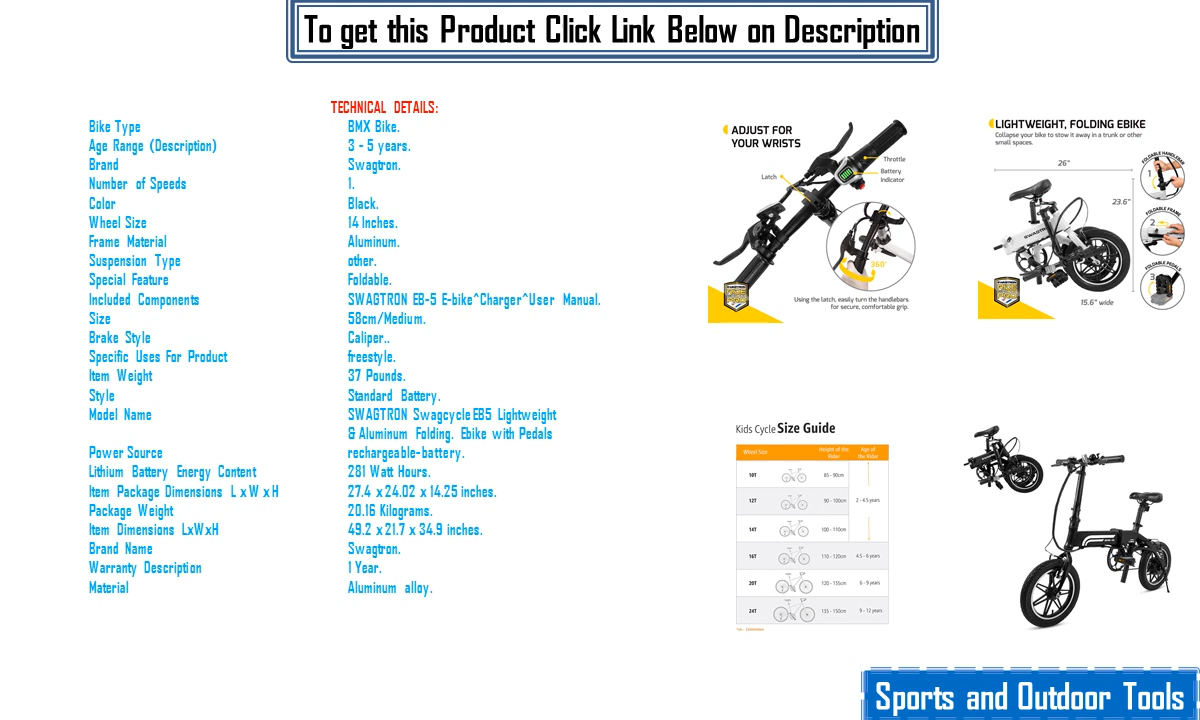 To get this Product Click Link Below on Description
TECHNICAL DETAILS:
Bike Type BMX Bike.
Age Range (Description) 3 - 5 years.
Brand Swagtron.
Number of Speeds 1.
Color Black.
Wheel Size 14 Inches.
Frame Material Aluminum.
Suspension Type other.
Special Feature Foldable.
Included Components SWAGTRON EB-5 E-bike^Charger^User Manual.
Size 58cm/Medium.
Brake Style Caliper..
Specific Uses For Product freestyle.
Item Weight 37 Pounds.
Style Standard Battery.
Model Name SWAGTRON Swagcycle EB5 Lightweight
& Aluminum Folding. Ebike with Pedals
Power Source rechargeable-battery.
Lithium Battery Energy Content 281 Watt Hours.
Item Package Dimensions L x W x H 27.4 x 24.02 x 14.25 inches.
Package Weight 20.16 Kilograms.
Item Dimensions LxWxH 49.2 x 21.7 x 34.9 inches.
Brand Name Swagtron.
Warranty Description 1 Year.
Material Aluminum alloy.
ADJUST FOR
YOUR WRISTS
Throttle
Battery
Indicator
Latch
360°
Using the latch, easily turn the handlebars
for secure, comfortable grip.
LIGHTWEIGHT, FOLDING EBIKE
Collapse your bike to stow it away in a trunk or other
small spaces.
26"
23.6"
15.6" wide
FOLDABLE HANDLEBAR
1
FOLDABLE FRAME
2
FOLDABLE PEDALS
3
SWAGTRON
Kids Cycle Size Guide
Wheel Size Height of the Rider Age of the Rider
10T 85 - 90cm
12T 90 - 100cm 2 - 4.5 years
14T 100 - 110cm
16T 110 - 120cm 4.5 - 6 years
20T 120 - 135cm 6 - 9 years
24T 135 - 150cm 9 - 12 years
Sports and Outdoor Tools